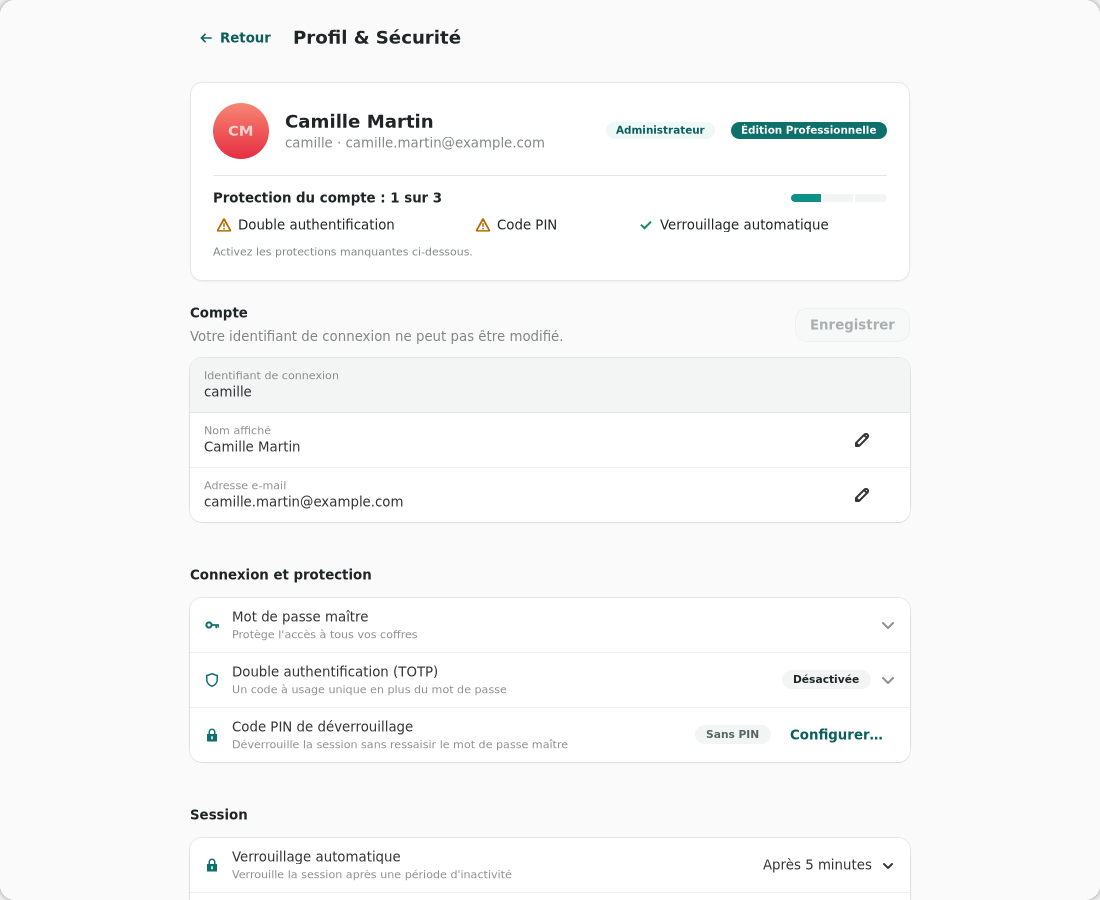 Retour
Profil & Sécurité
CM
Camille Martin
camille · camille.martin@example.com
Administrateur
Édition Professionnelle
Protection du compte : 1 sur 3
Double authentification
Code PIN
Verrouillage automatique
Activez les protections manquantes ci-dessous.
Compte
Votre identifiant de connexion ne peut pas être modifié.
Enregistrer
Identifiant de connexion
camille
Nom affiché
Camille Martin
Adresse e-mail
camille.martin@example.com
Connexion et protection
Mot de passe maître
Protège l'accès à tous vos coffres
Double authentification (TOTP)
Un code à usage unique en plus du mot de passe
Désactivée
Code PIN de déverrouillage
Déverrouille la session sans ressaisir le mot de passe maître
Sans PIN
Configurer…
Session
Verrouillage automatique
Verrouille la session après une période d'inactivité
Après 5 minutes